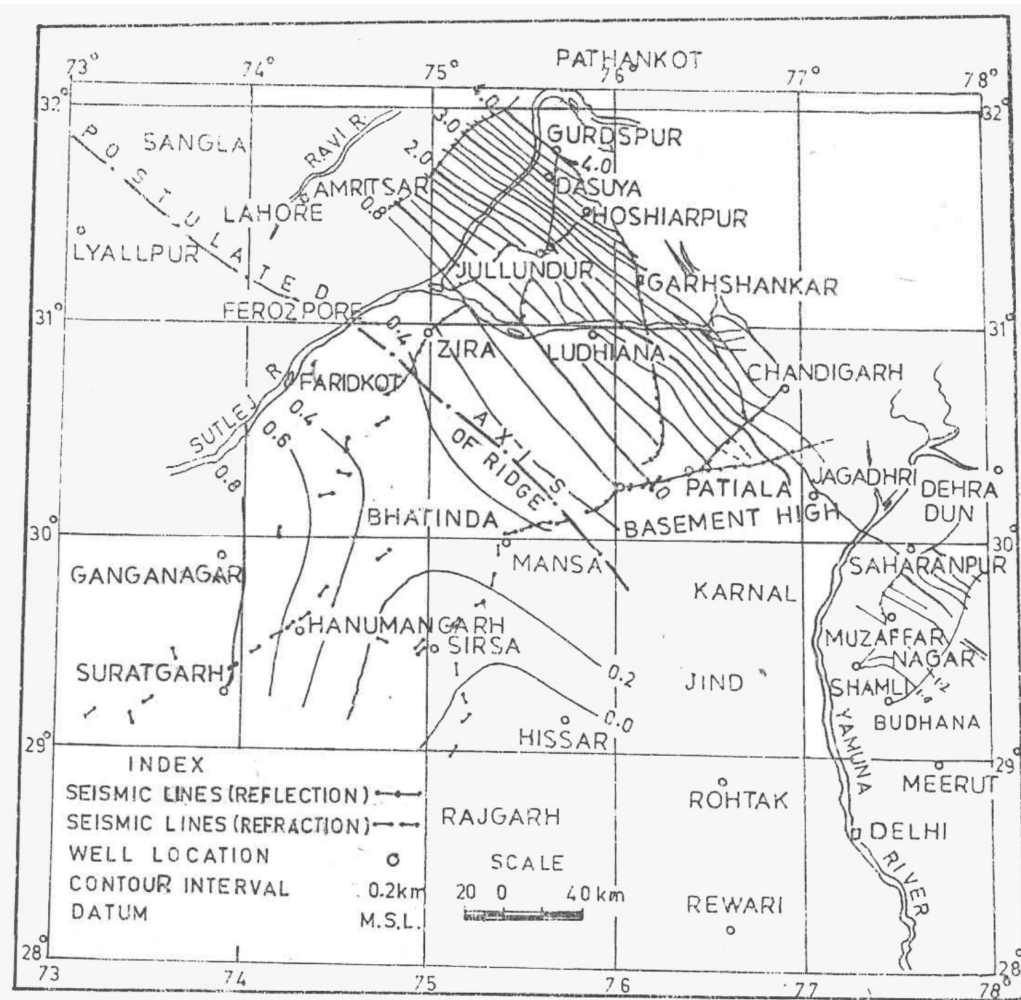 PATHANKOT
73° 74° 75° 76° 77° 78°
32° 32°
SANGLA
RAVI R.
4.0
3.0
2.0
GURDSPUR
4.0
AMRITSAR
DASUYA
0.8
HOSHIARPUR
LAHORE
LYALLPUR
POSTULATED
JULLUNDUR
GARHSHANKAR
FEROZPORE
31° 31°
0.4
ZIRA
LUDHIANA
CHANDIGARH
FARIDKOT
SUTLEJ R.
0.4
0.6
0.8
AXIS
OF RIDGE
PATIALA
JAGADHRI
DEHRA
DUN
BHATINDA
BASEMENT HIGH
30° 30°
MANSA
SAHARANPUR
GANGANAGAR
KARNAL
HANUMANGARH
SIRSA
MUZAFFAR
NAGAR
SURATGARH
0.2
JIND
SHAMLI
1.2
BUDHANA
0.0
HISSAR
YAMUNA
29° 29°
MEERUT
INDEX
SEISMIC LINES (REFLECTION)
SEISMIC LINES (REFRACTION)
WELL LOCATION
CONTOUR INTERVAL 0.2km
DATUM M.S.L.
RAJGARH
ROHTAK
DELHI
SCALE
20 0 40 km
RIVER
REWARI
28° 28°
73 74 75 76 77° 78°